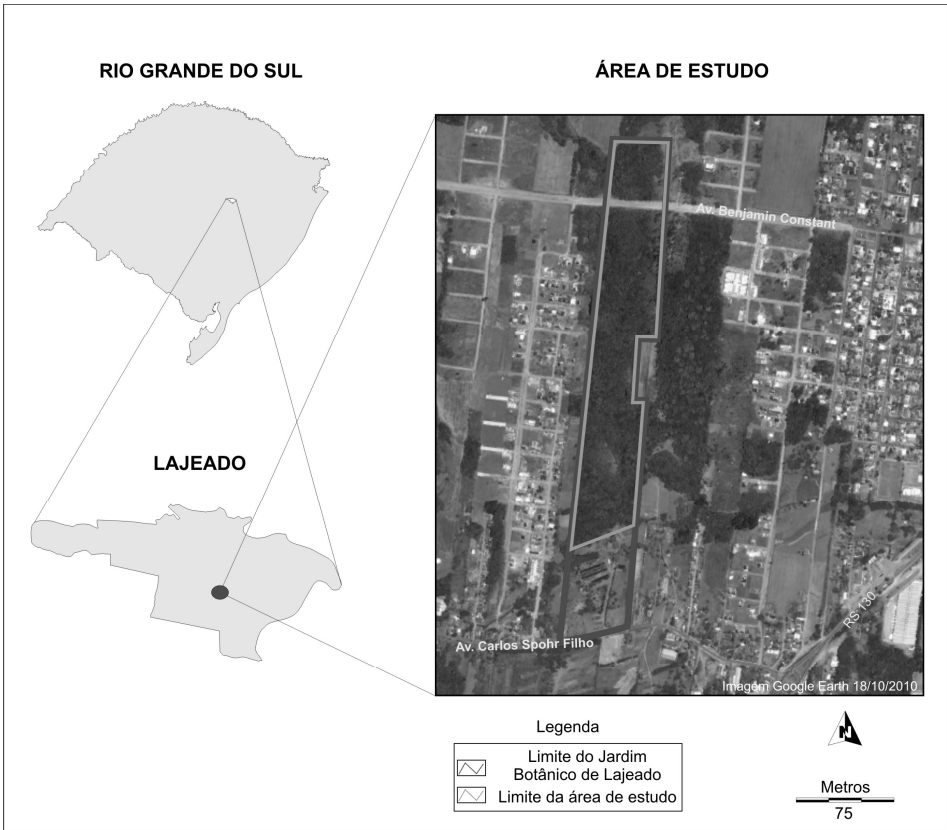 RIO GRANDE DO SUL
ÁREA DE ESTUDO
Av. Benjamin Constant
LAJEADO
RS 130
Av. Carlos Spohr Filho
Imagem Google Earth 18/10/2010
Legenda
Limite do Jardim
Botânico de Lajeado
Limite da área de estudo
N
Metros
75